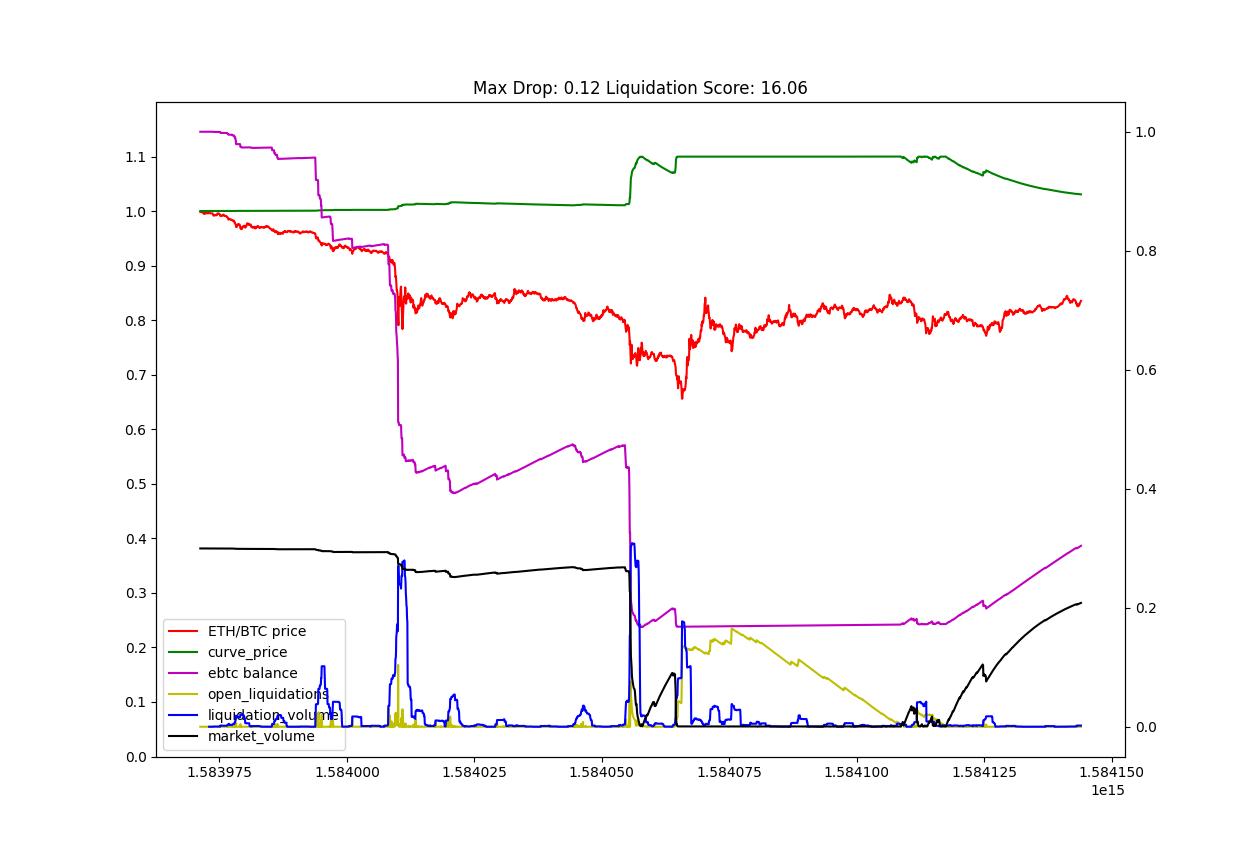 Max Drop: 0.12 Liquidation Score: 16.06
1.1
1.0
0.9
0.8
0.7
0.6
0.5
0.4
0.3
0.2
0.1
0.0
1.0
0.8
0.6
0.4
0.2
0.0
ETH/BTC price
curve_price
ebtc balance
open_liquidations
liquidation_volume
market_volume
1.583975 1.584000 1.584025 1.584050 1.584075 1.584100 1.584125 1.584150
1e15